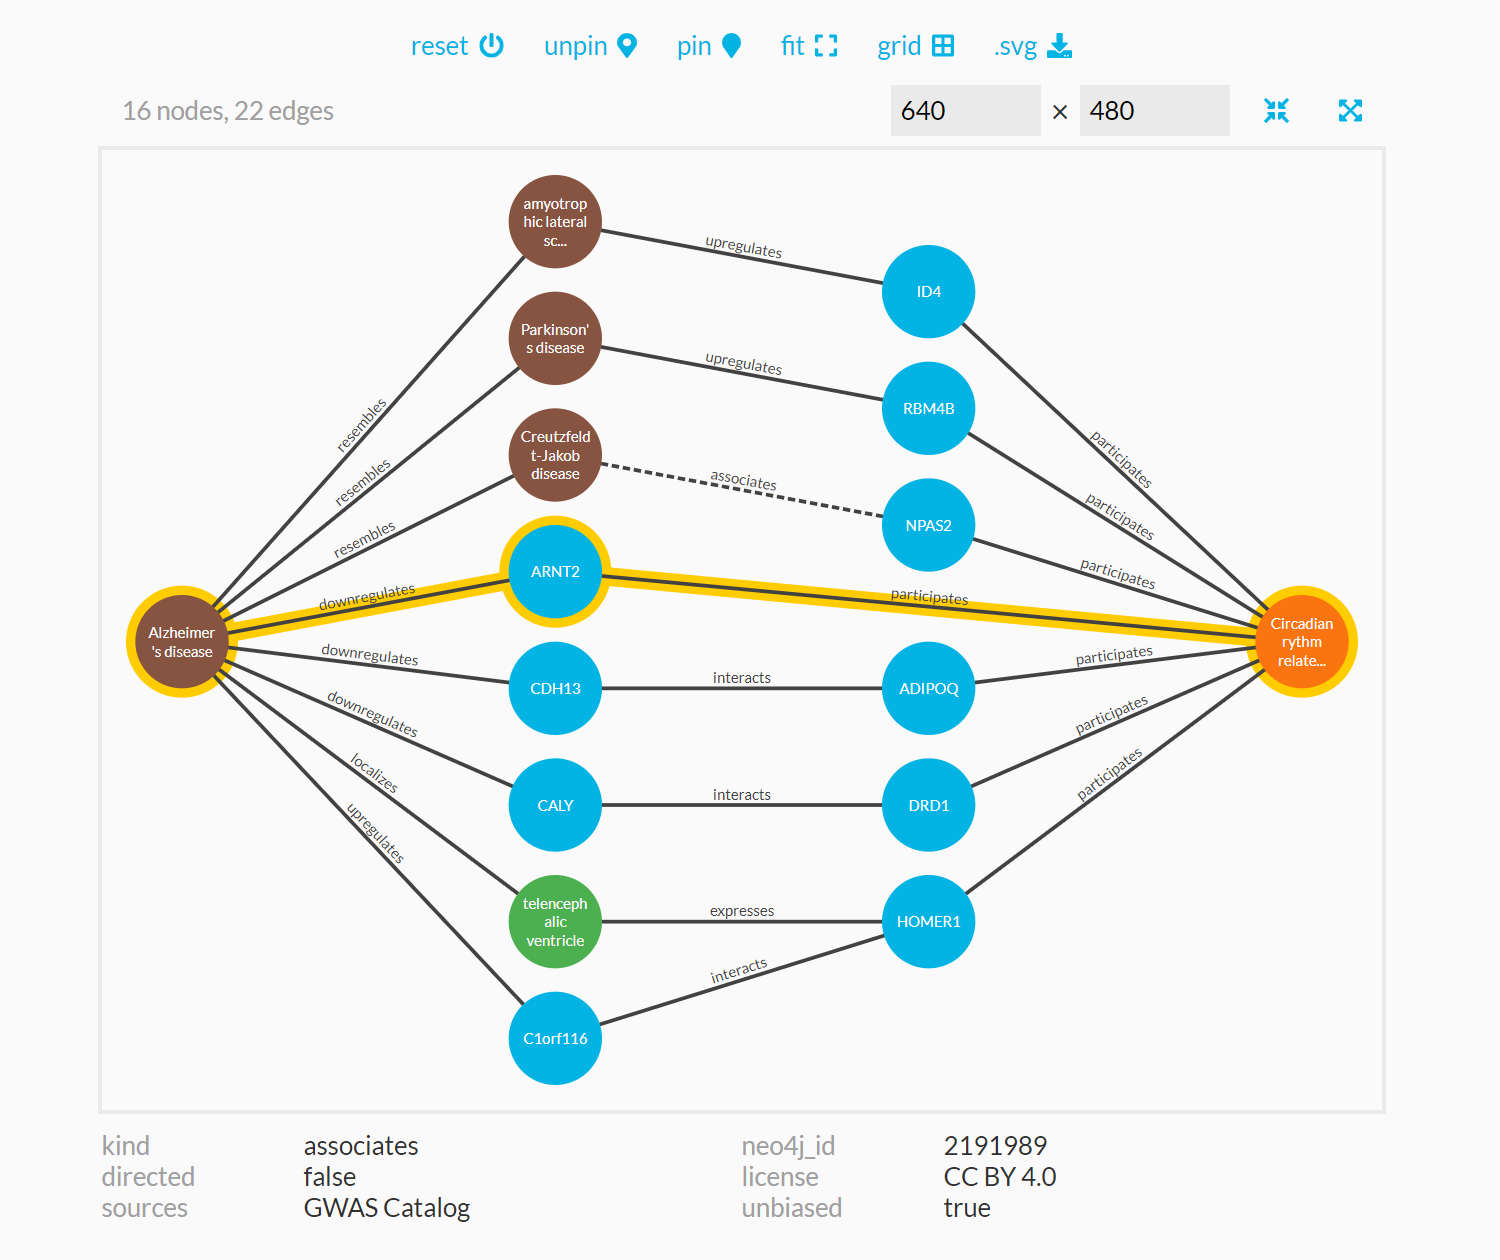 reset unpin pin fit grid .svg
16 nodes, 22 edges
640 × 480
amyotrop
hic lateral
sc...
upregulates
ID4
Parkinson'
s disease
upregulates
RBM4B
resembles
Creutzfeld
t-Jakob
disease
associates
NPAS2
participates
resembles
participates
resembles
participates
ARNT2
downregulates
participates
Alzheimer
's disease
Circadian
rythm
relate...
downregulates
CDH13
interacts
ADIPOQ
participates
downregulates
participates
localizes
participates
CALY
interacts
DRD1
upregulates
telenceph
alic
ventricle
expresses
HOMER1
interacts
C1orf116
kind associates neo4j_id 2191989
directed false license CC BY 4.0
sources GWAS Catalog unbiased true